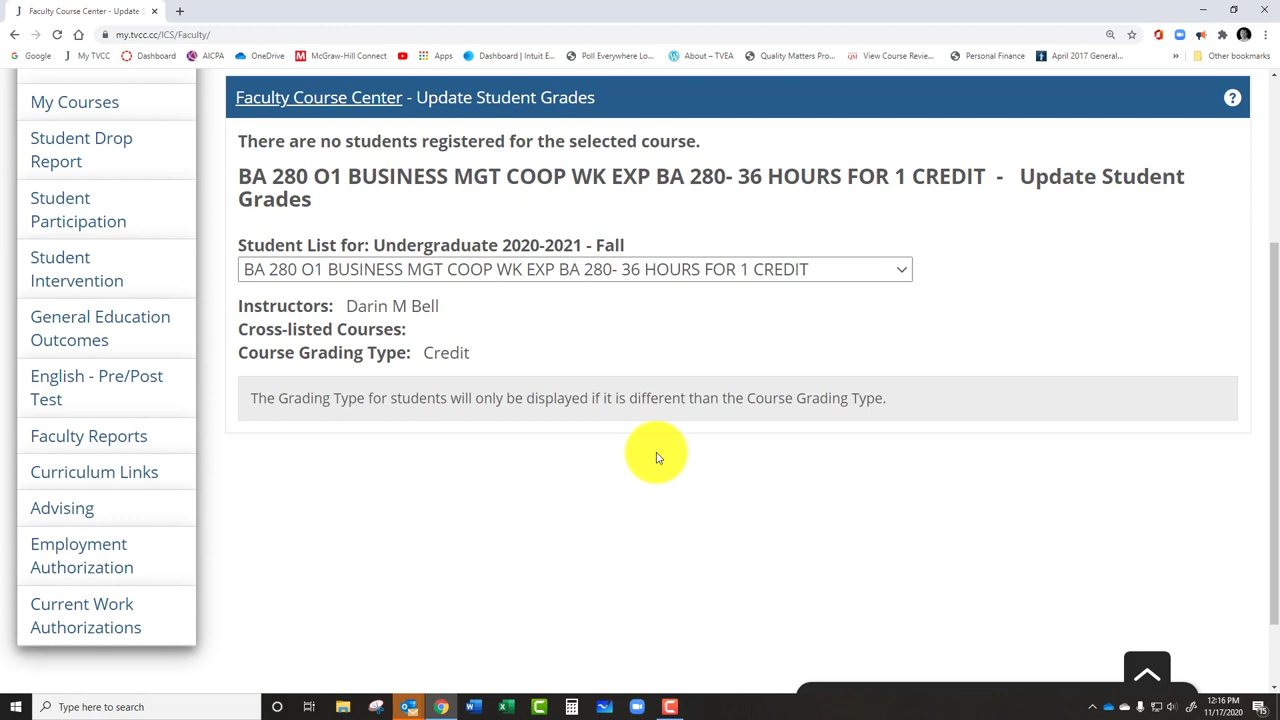 Faculty Course Center - Update S
my.tvcc.cc/ICS/Faculty/
Google
My TVCC
Dashboard
AICPA
OneDrive
McGraw-Hill Connect
Apps
Dashboard | Intuit E...
Poll Everywhere Lo...
About – TVEA
Quality Matters Pro...
View Course Review...
Personal Finance
April 2017 General...
»
Other bookmarks
My Courses
Student Drop
Report
Student
Participation
Student
Intervention
General Education
Outcomes
English - Pre/Post
Test
Faculty Reports
Curriculum Links
Advising
Employment
Authorization
Current Work
Authorizations
Faculty Course Center - Update Student Grades
?
There are no students registered for the selected course.
BA 280 O1 BUSINESS MGT COOP WK EXP BA 280- 36 HOURS FOR 1 CREDIT - Update Student
Grades
Student List for: Undergraduate 2020-2021 - Fall
BA 280 O1 BUSINESS MGT COOP WK EXP BA 280- 36 HOURS FOR 1 CREDIT
Instructors: Darin M Bell
Cross-listed Courses:
Course Grading Type: Credit
The Grading Type for students will only be displayed if it is different than the Course Grading Type.
Type here to search
12:16 PM
11/17/2020
15